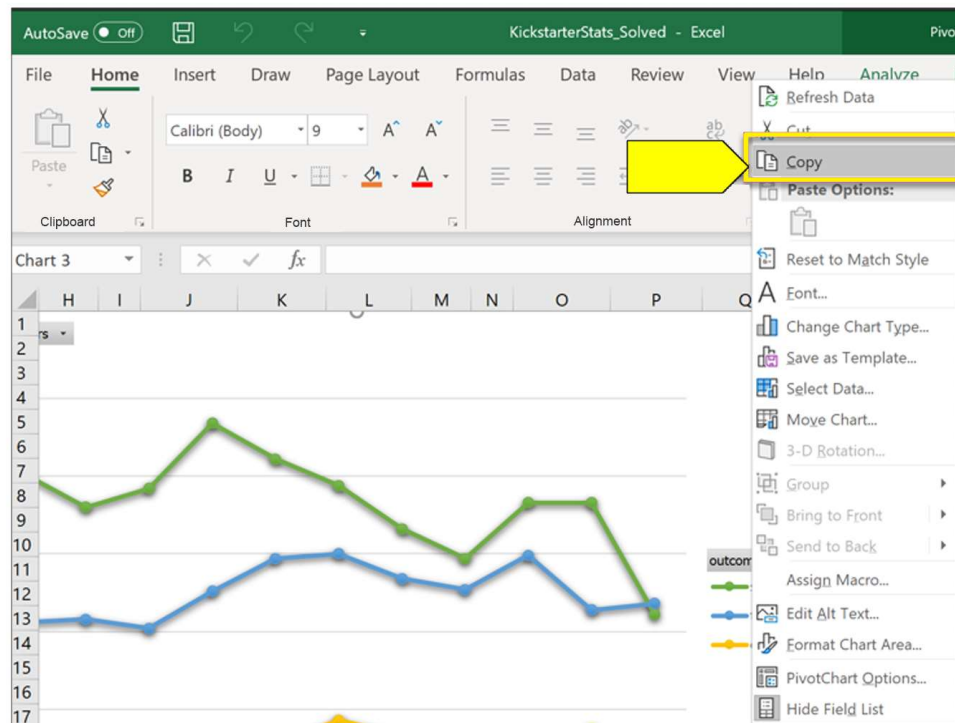 AutoSave Off KickstarterStats_Solved - Excel Pivo
File Home Insert Draw Page Layout Formulas Data Review View Help Analyze
Refresh Data
Calibri (Body) 9 A A ab Cut
Paste Copy
B I U A Paste Options:
Clipboard Font Alignment
Chart 3 fx Reset to Match Style
H I J K L M N O P Q Font...
1
rs
2 Change Chart Type...
3 Save as Template...
4 Select Data...
5 Move Chart...
6 3-D Rotation...
7
8 Group
9 Bring to Front
10 Send to Back
11 outcom
12 Assign Macro...
13 Edit Alt Text...
14 Format Chart Area...
15
16 PivotChart Options...
17 Hide Field List